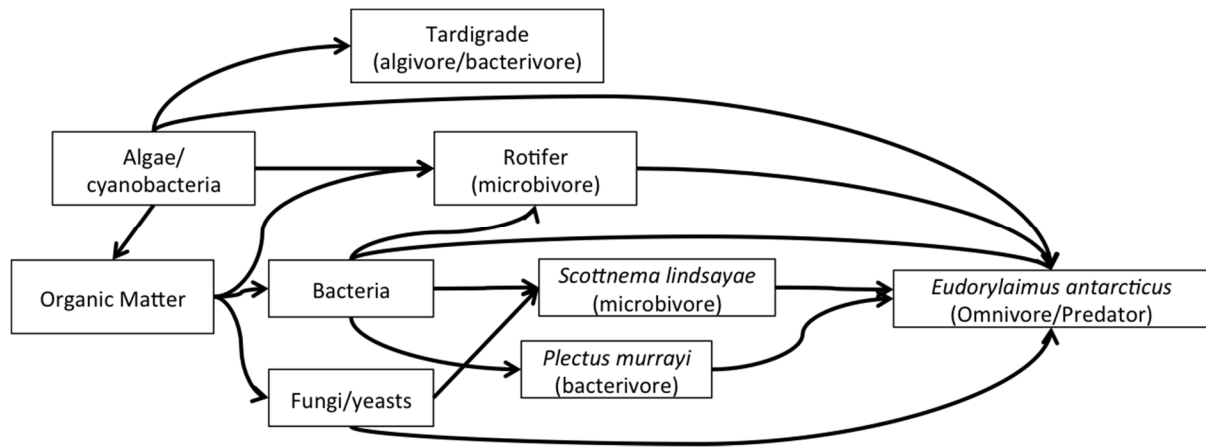 Tardigrade
(algivore/bacterivore)
Algae/
cyanobacteria
Rotifer
(microbivore)
Organic Matter
Bacteria
Scottnema lindsayae
(microbivore)
Eudorylaimus antarcticus
(Omnivore/Predator)
Plectus murrayi
(bacterivore)
Fungi/yeasts